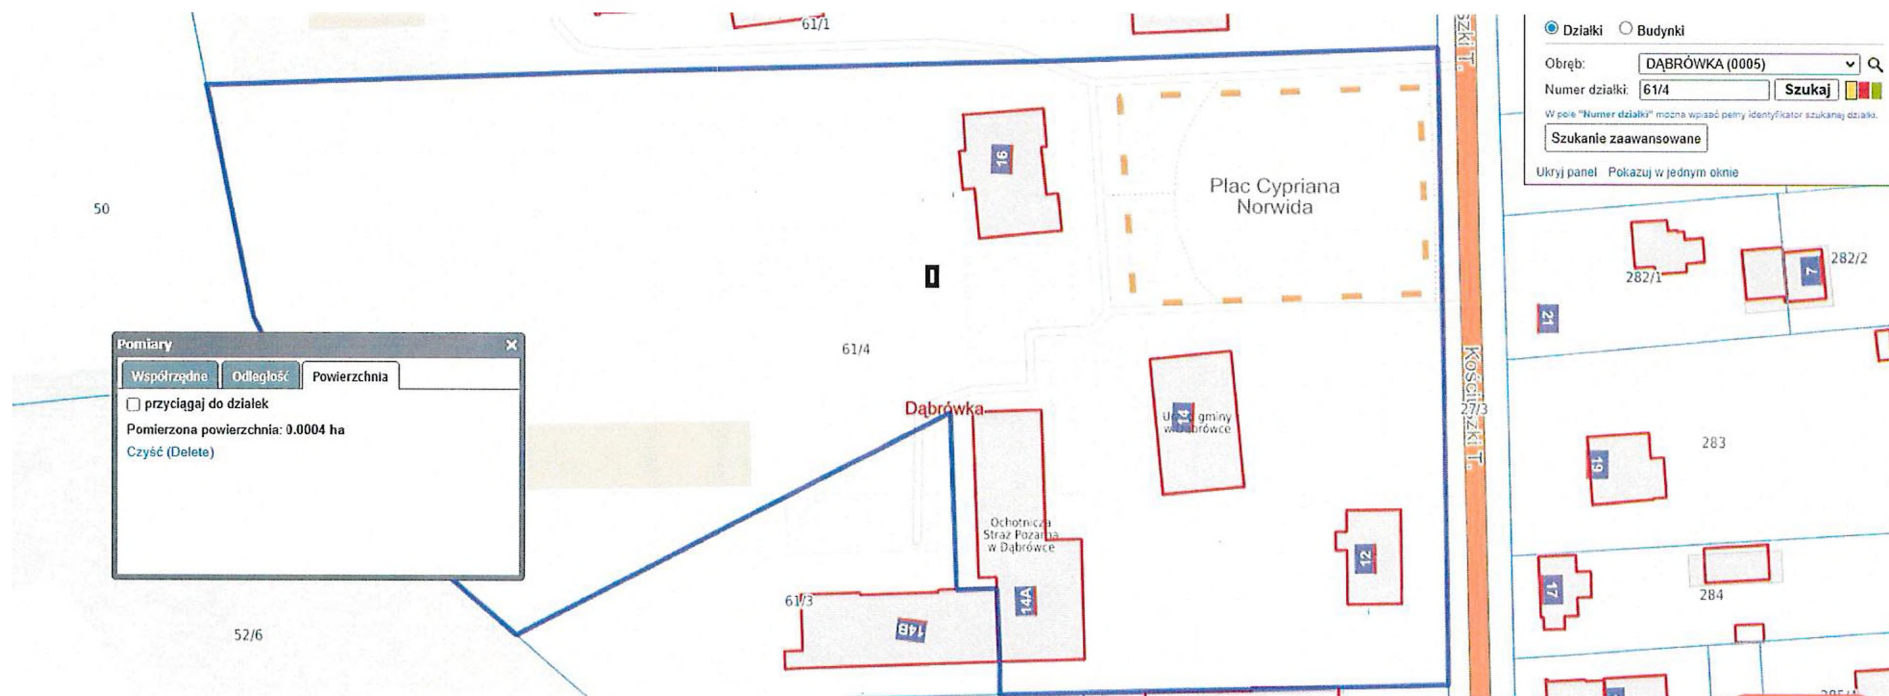 61/1
SZKI T.
Działki
Budynki
Obręb:
DĄBRÓWKA (0005)
Numer działki:
61/4
Szukaj
W pole "Numer działki" można wpisać pełny identyfikator szukanej działki.
Szukanie zaawansowane
Ukryj panel Pokazuj w jednym oknie
16
Plac Cypriana
Norwida
50
282/1
282/2
7
21
Pomiary
Współrzędne
Odległość
Powierzchnia
przyciągaj do działek
Pomierzona powierzchnia: 0.0004 ha
Czyść (Delete)
61/4
Dąbrówka
14
Urząd gminy
w Dąbrówce
Kościuszki T.
27/3
283
19
Ochotnicza
Straż Pożarna
w Dąbrówce
12
17
284
61/3
14A
14B
52/6